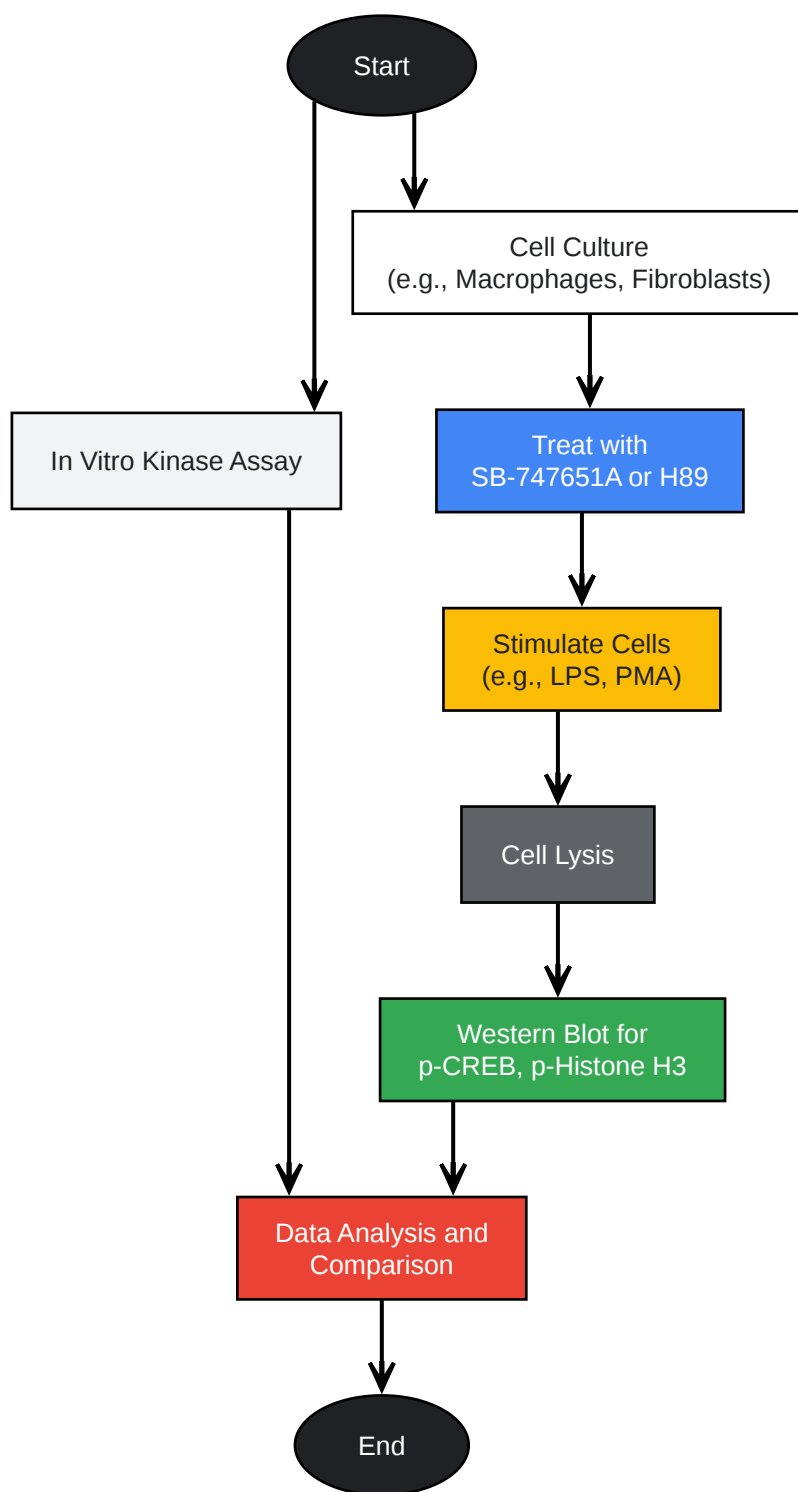 Start
Cell Culture
(e.g., Macrophages, Fibroblasts)
In Vitro Kinase Assay
Treat with
SB-747651A or H89
Stimulate Cells
(e.g., LPS, PMA)
Cell Lysis
Western Blot for
p-CREB, p-Histone H3
Data Analysis and
Comparison
End